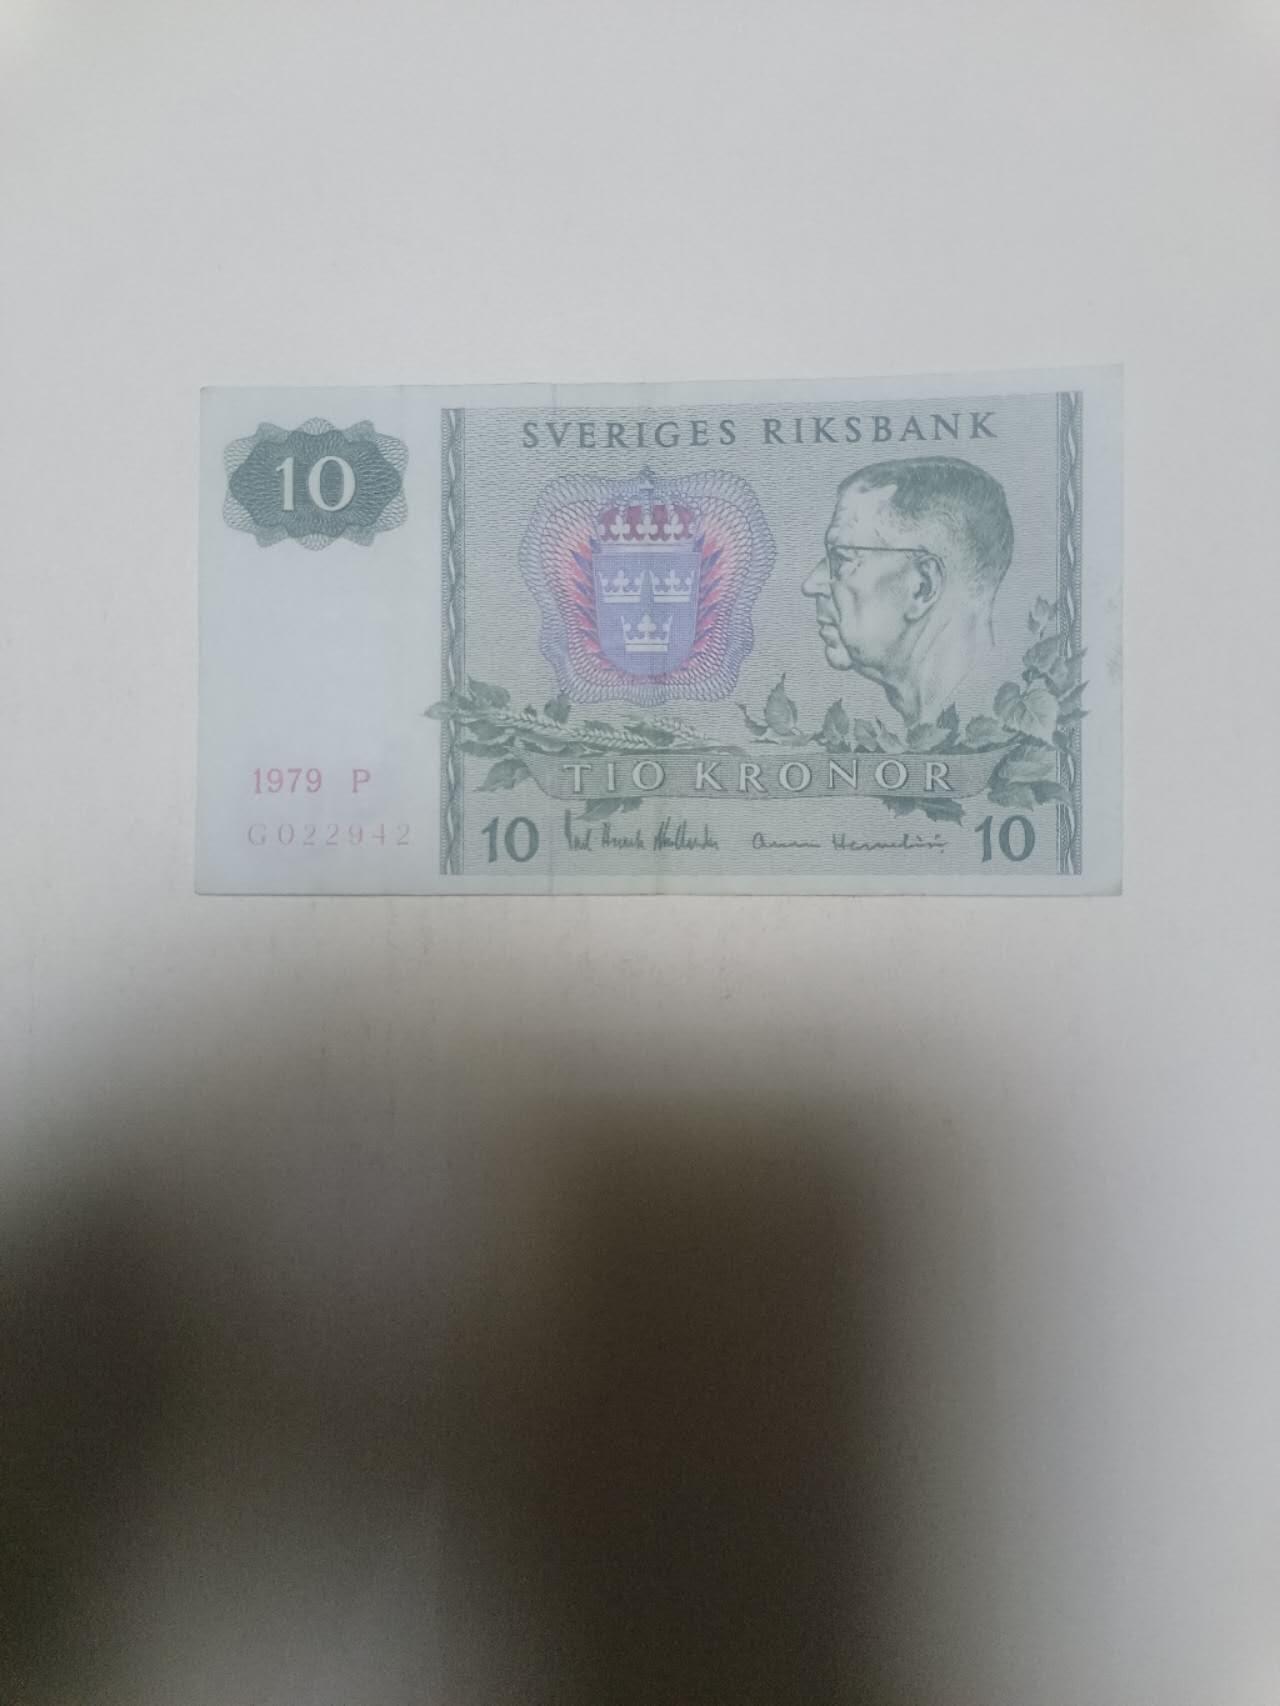 SVERIGES RIKSBANK
10
TIO KRONOR
1979 P
G022942
10
10